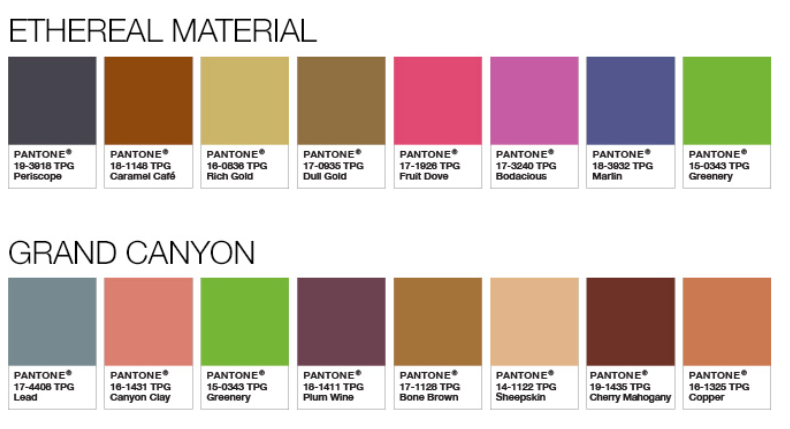 ETHEREAL MATERIAL
PANTONE®
19-3918 TPG
Periscope
PANTONE®
18-1148 TPG
Caramel Café
PANTONE®
16-0836 TPG
Rich Gold
PANTONE®
17-0935 TPG
Dull Gold
PANTONE®
17-1926 TPG
Fruit Dove
PANTONE®
17-3240 TPG
Bodacious
PANTONE®
18-3932 TPG
Marlin
PANTONE®
15-0343 TPG
Greenery
GRAND CANYON
PANTONE®
17-4408 TPG
Lead
PANTONE®
16-1431 TPG
Canyon Clay
PANTONE®
15-0343 TPG
Greenery
PANTONE®
18-1411 TPG
Plum Wine
PANTONE®
17-1128 TPG
Bone Brown
PANTONE®
14-1122 TPG
Sheepskin
PANTONE®
19-1435 TPG
Cherry Mahogany
PANTONE®
16-1325 TPG
Copper